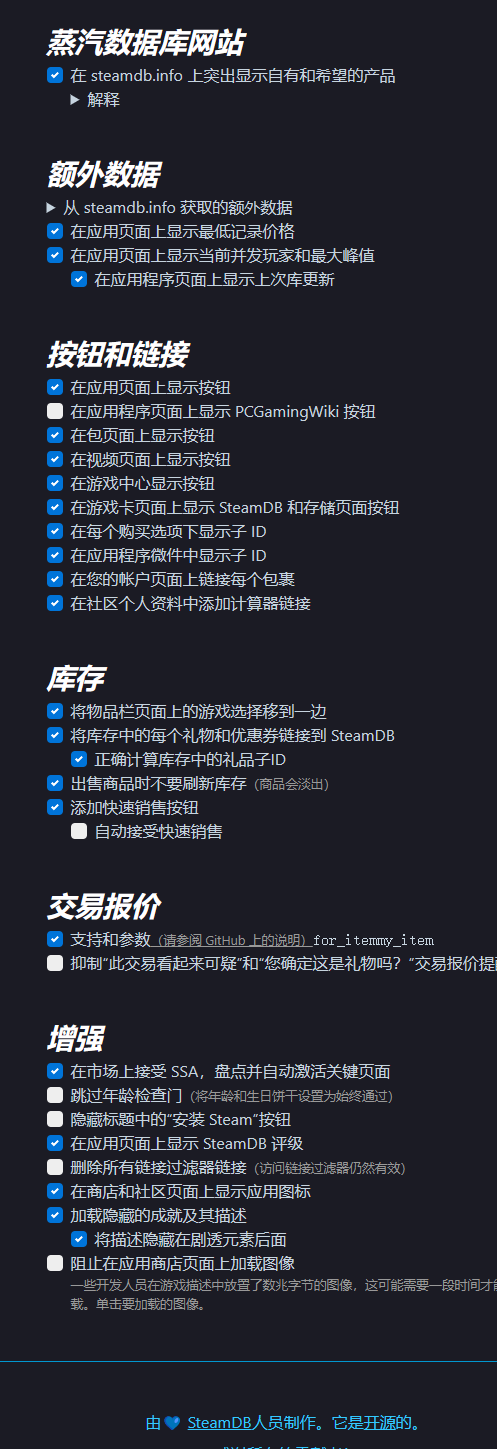 蒸汽数据库网站
在 steamdb.info 上突出显示自有和希望的产品
解释
额外数据
从 steamdb.info 获取的额外数据
在应用页面上显示最低记录价格
在应用页面上显示当前并发玩家和最大峰值
在应用程序页面上显示上次库更新
按钮和链接
在应用页面上显示按钮
在应用程序页面上显示 PCGamingWiki 按钮
在包页面上显示按钮
在视频页面上显示按钮
在游戏中心显示按钮
在游戏卡页面上显示 SteamDB 和存储页面按钮
在每个购买选项下显示子 ID
在应用程序微件中显示子 ID
在您的帐户页面上链接每个包裹
在社区个人资料中添加计算器链接
库存
将物品栏页面上的游戏选择移到一边
将库存中的每个礼物和优惠券链接到 SteamDB
正确计算库存中的礼品子ID
出售商品时不要刷新库存（商品会淡出）
添加快速销售按钮
自动接受快速销售
交易报价
支持和参数（请参阅 GitHub 上的说明）for_itemmy_item
抑制“此交易看起来可疑”和“您确定这是礼物吗？”交易报价提
增强
在市场上接受 SSA，盘点并自动激活关键页面
跳过年龄检查门（将年龄和生日饼干设置为始终通过）
隐藏标题中的“安装 Steam”按钮
在应用页面上显示 SteamDB 评级
删除所有链接过滤器链接（访问链接过滤器仍然有效）
在商店和社区页面上显示应用图标
加载隐藏的成就及其描述
将描述隐藏在剧透元素后面
阻止在应用商店页面上加载图像
一些开发人员在游戏描述中放置了数兆字节的图像，这可能需要一段时间才
载。单击要加载的图像。
由💙 SteamDB人员制作。它是开源的。